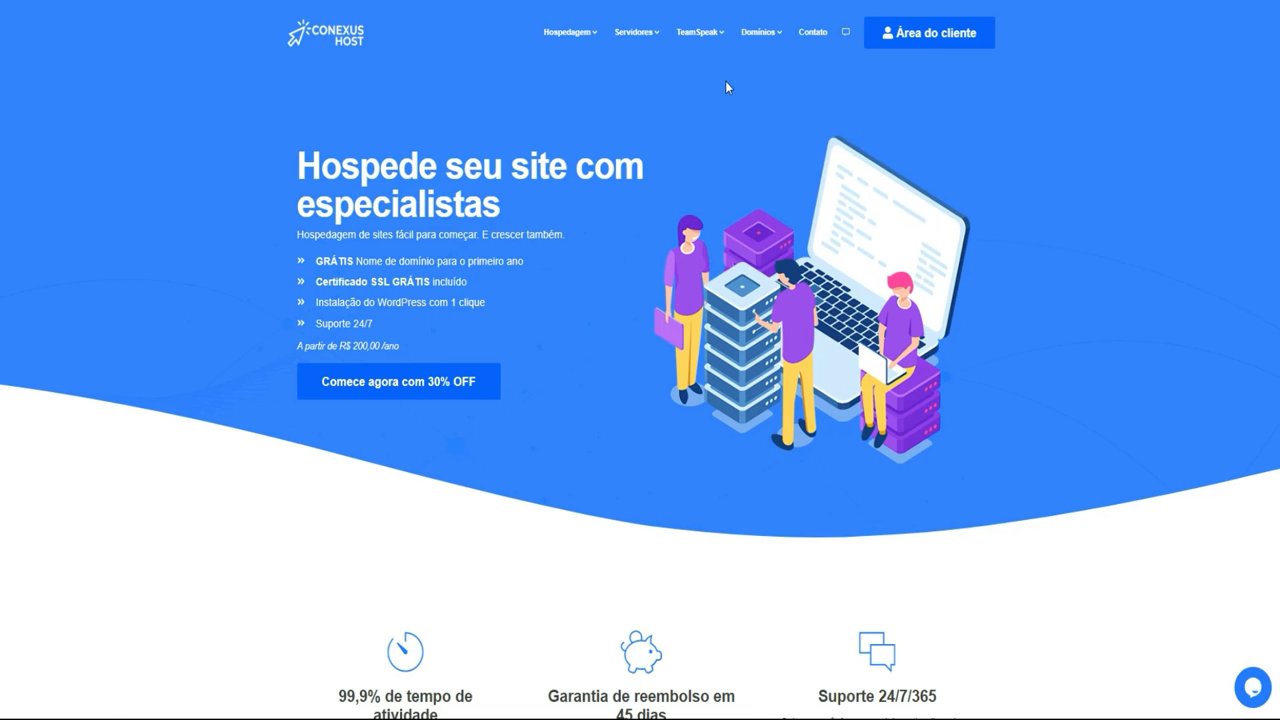 CONEXUS
HOST
Hospedagem
Servidores
TeamSpeak
Domínios
Contato
Área do cliente
Hospede seu site com
especialistas
Hospedagem de sites fácil para começar. E crescer também.
GRÁTIS Nome de domínio para o primeiro ano
Certificado SSL GRÁTIS incluído
Instalação do WordPress com 1 clique
Suporte 24/7
A partir de R$ 200,00 /ano
Comece agora com 30% OFF
99,9% de tempo de
atividade
Garantia de reembolso em
45 dias
Suporte 24/7/365